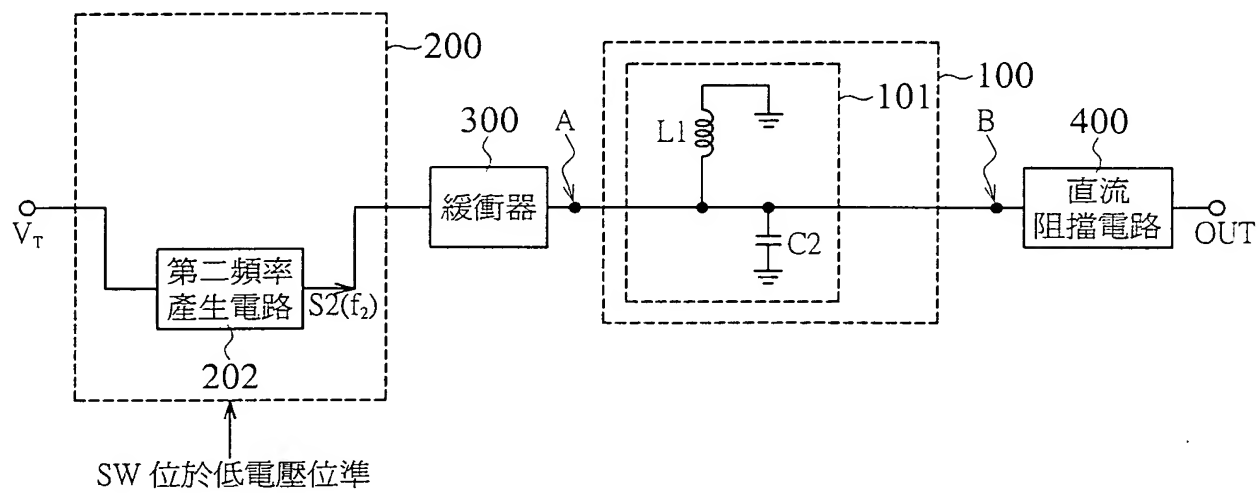 200
100
101
300
A
L1
B
400
緩衝器
直流
阻擋電路
V_T
C2
OUT
第二頻率
產生電路
S2(f₂)
202
SW 位於低電壓位準